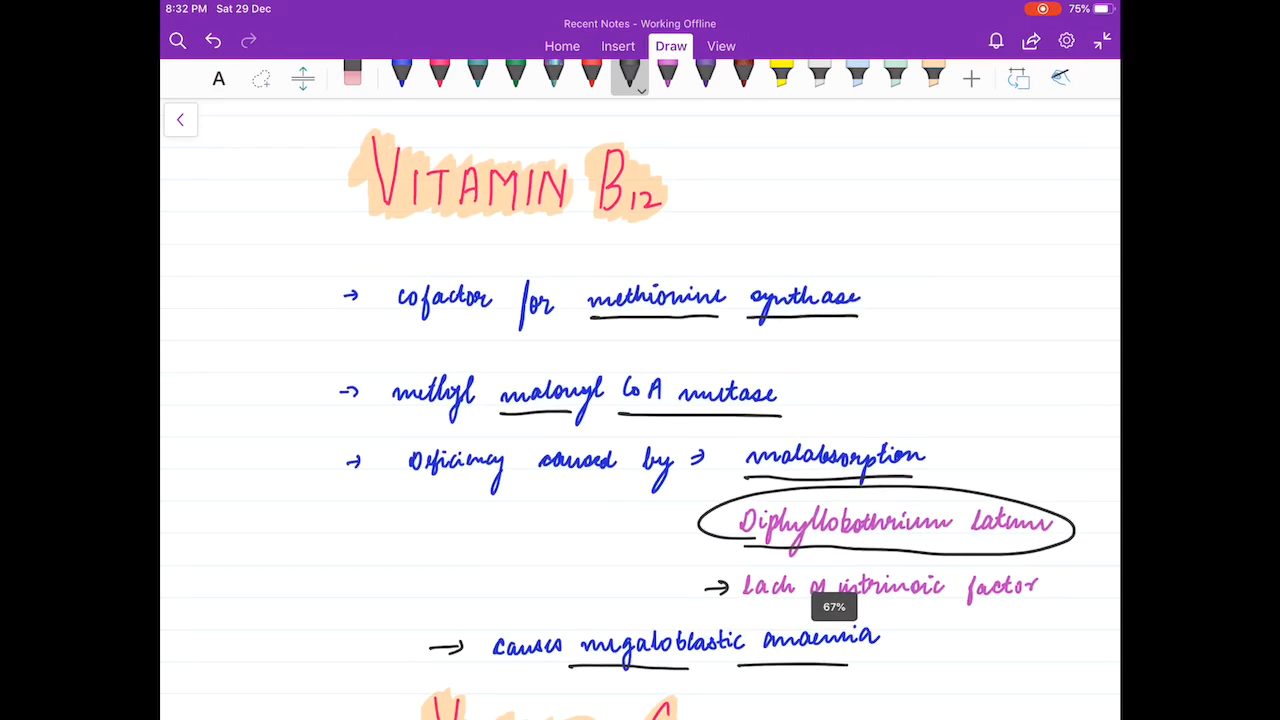 8:32 PM Sat 29 Dec 75%
Recent Notes - Working Offline
Home Insert Draw View
A
VITAMIN B12
→ cofactor for methionine synthase
→ methyl malonyl CoA mutase
→ Deficiency caused by ⇒ malabsorption
Diphyllobothrium latum
→ lack of intrinsic factor
67%
→ causes megaloblastic anaemia